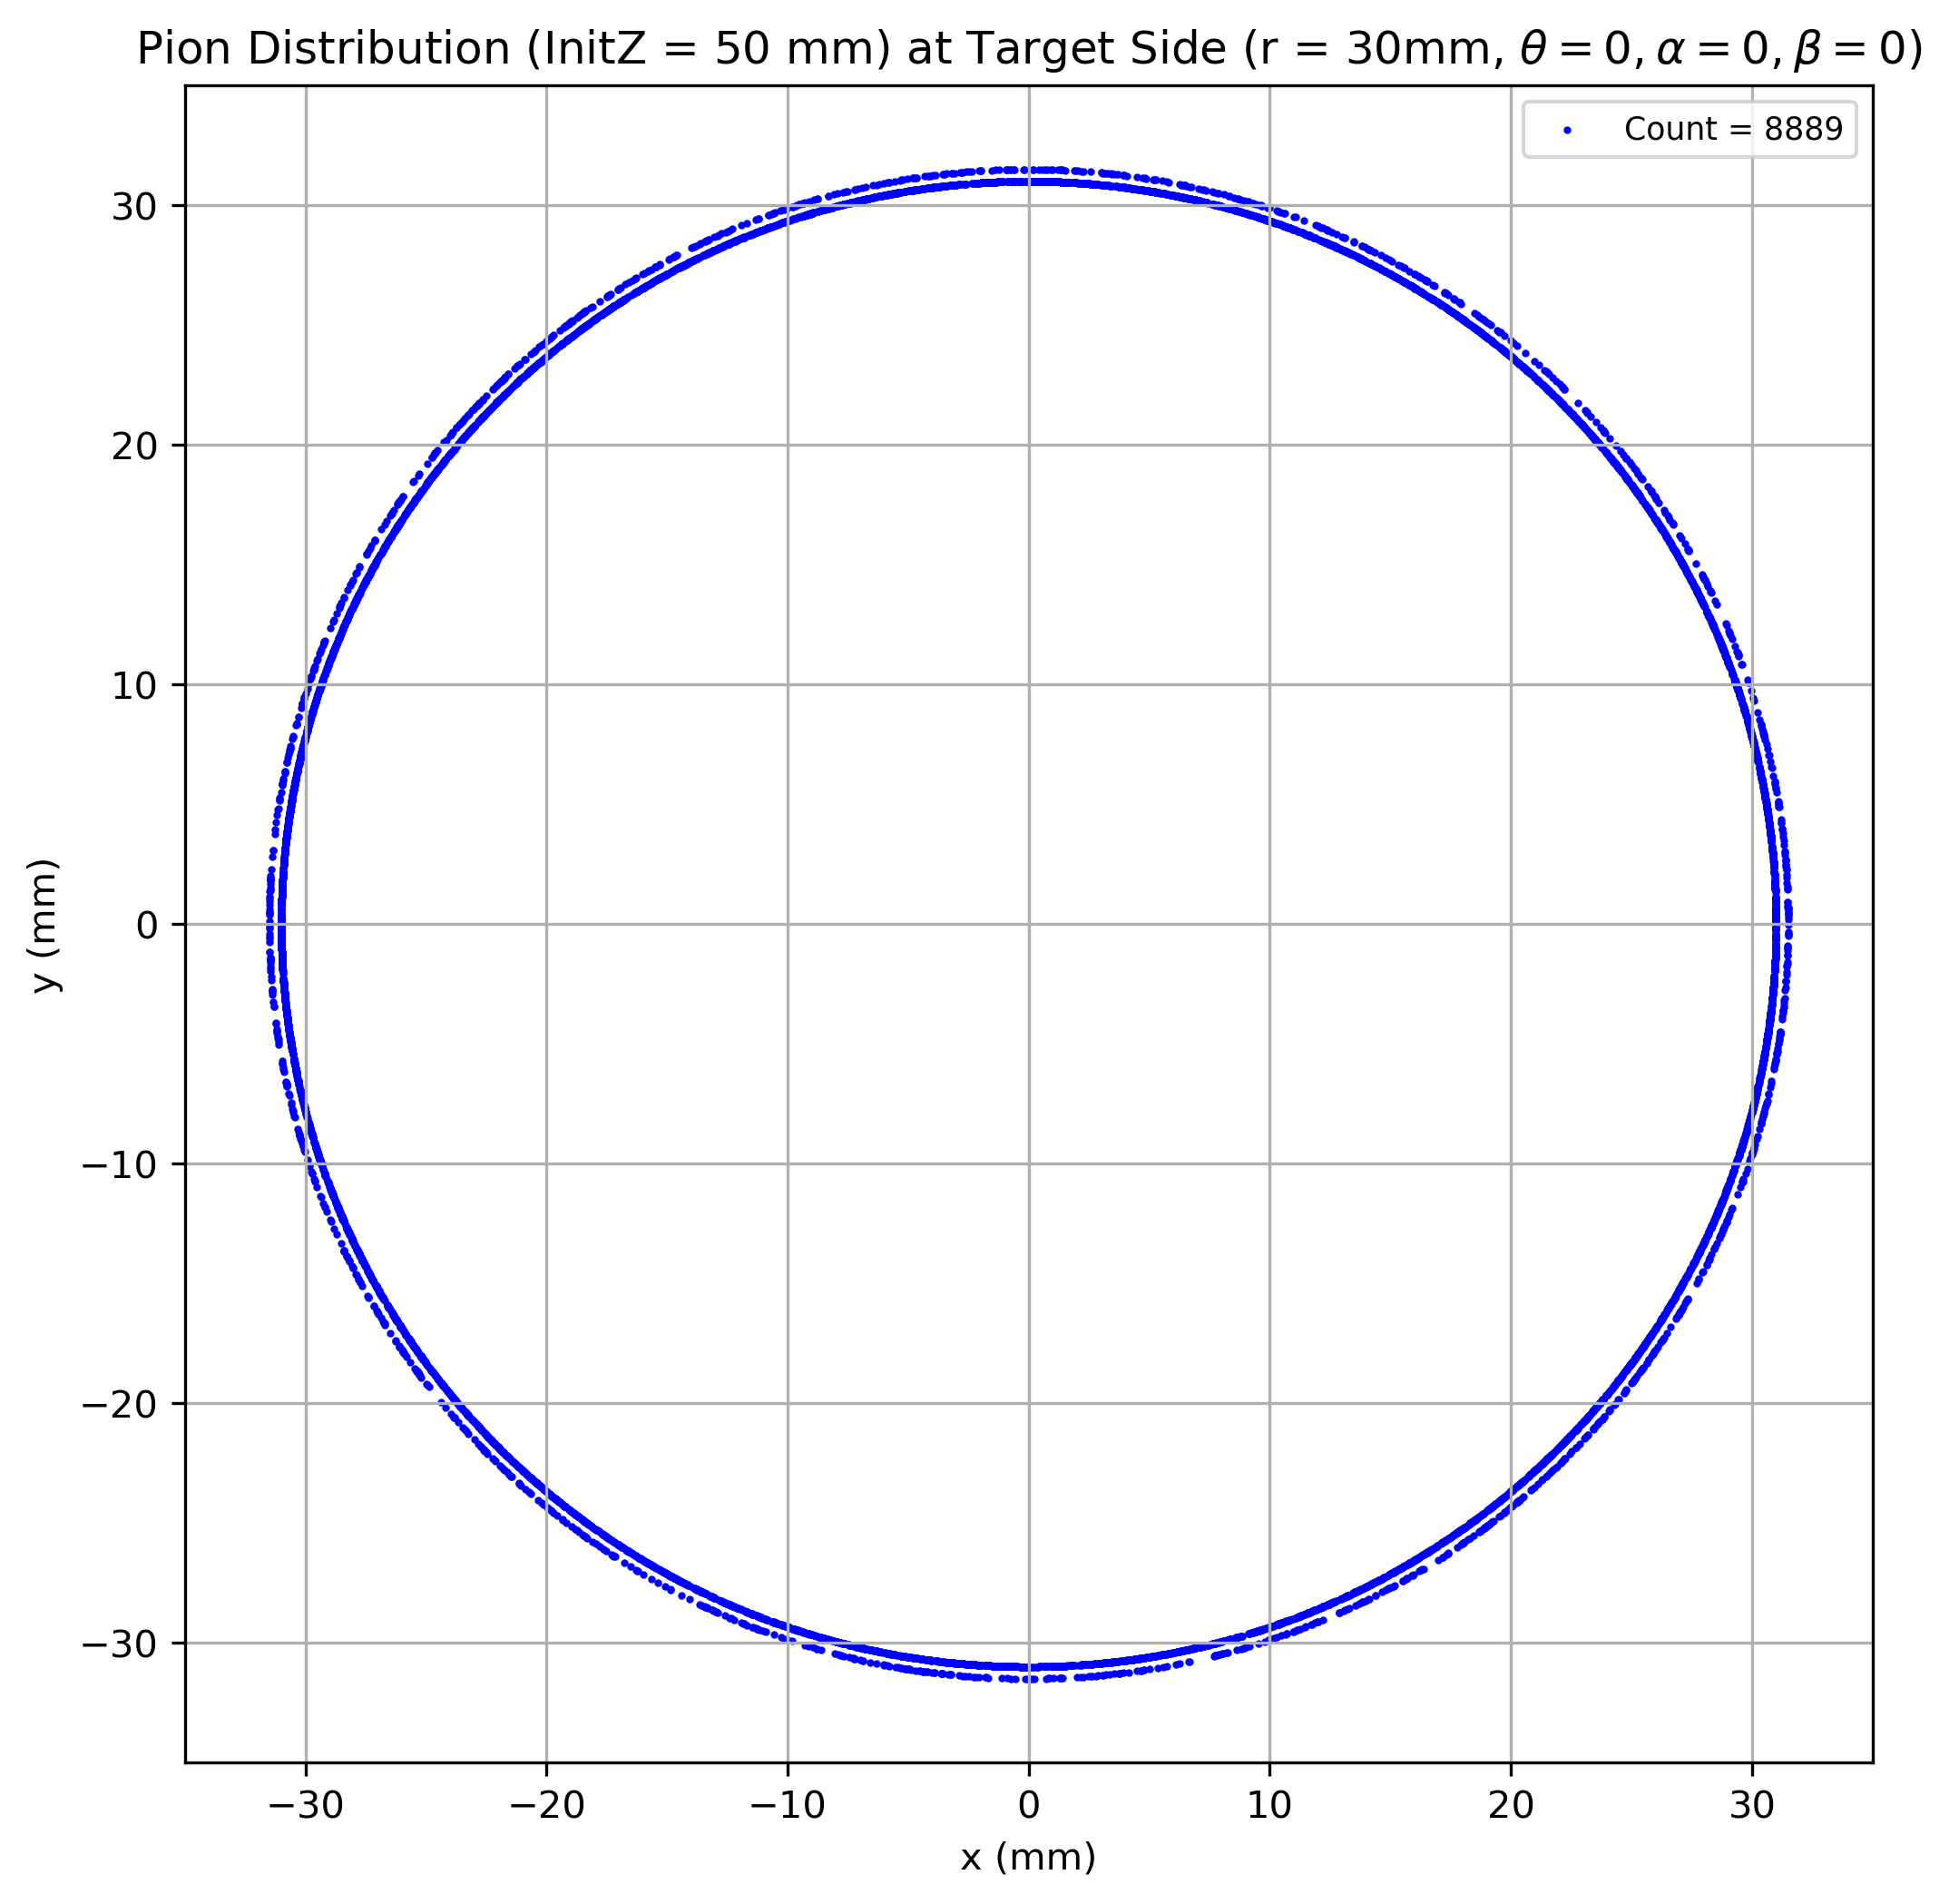 Pion Distribution (InitZ = 50 mm) at Target Side (r = 30mm, θ = 0, α = 0, β = 0)
Count = 8889
30
20
10
0
−10
−20
−30
y (mm)
−30 −20 −10 0 10 20 30
x (mm)